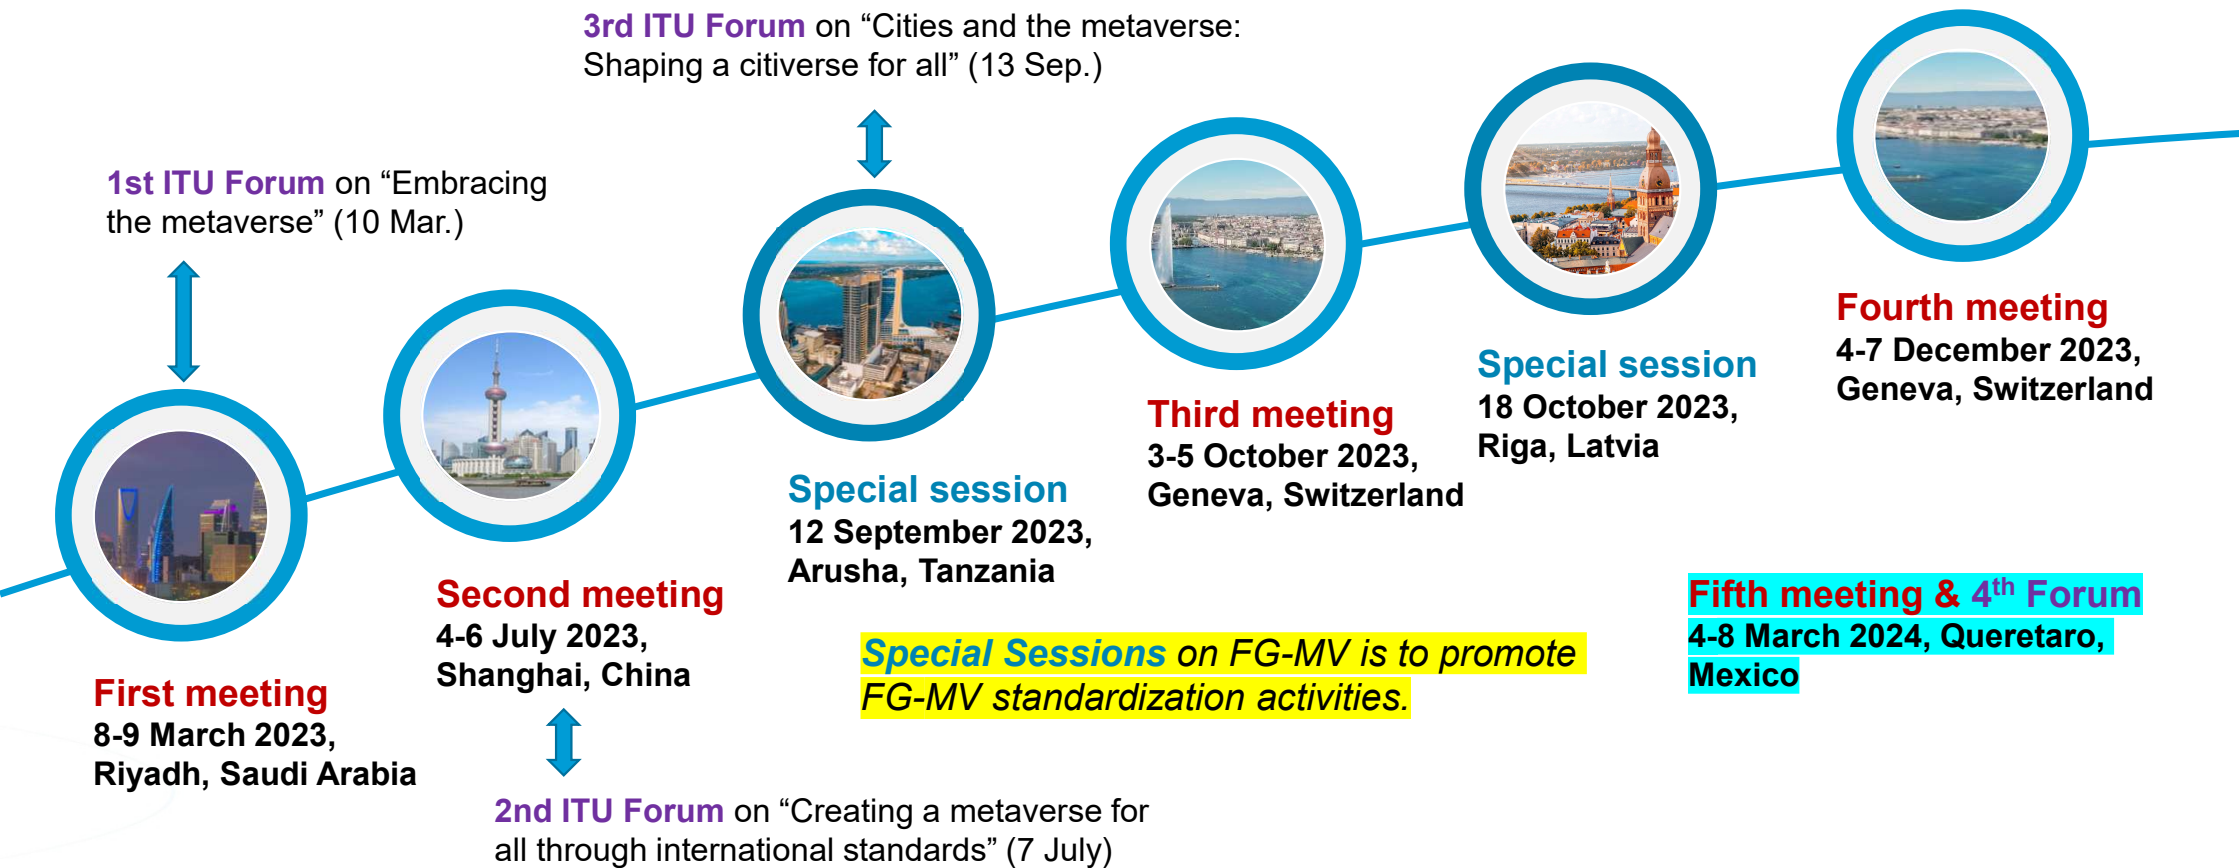 3rd ITU Forum on “Cities and the metaverse:
Shaping a citiverse for all” (13 Sep.)
1st ITU Forum on “Embracing
the metaverse” (10 Mar.)
First meeting
8-9 March 2023,
Riyadh, Saudi Arabia
Second meeting
4-6 July 2023,
Shanghai, China
2nd ITU Forum on “Creating a metaverse for
all through international standards” (7 July)
Special session
12 September 2023,
Arusha, Tanzania
Third meeting
3-5 October 2023,
Geneva, Switzerland
Special session
18 October 2023,
Riga, Latvia
Fourth meeting
4-7 December 2023,
Geneva, Switzerland
Special Sessions on FG-MV is to promote
FG-MV standardization activities.
Fifth meeting & 4th Forum
4-8 March 2024, Queretaro,
Mexico